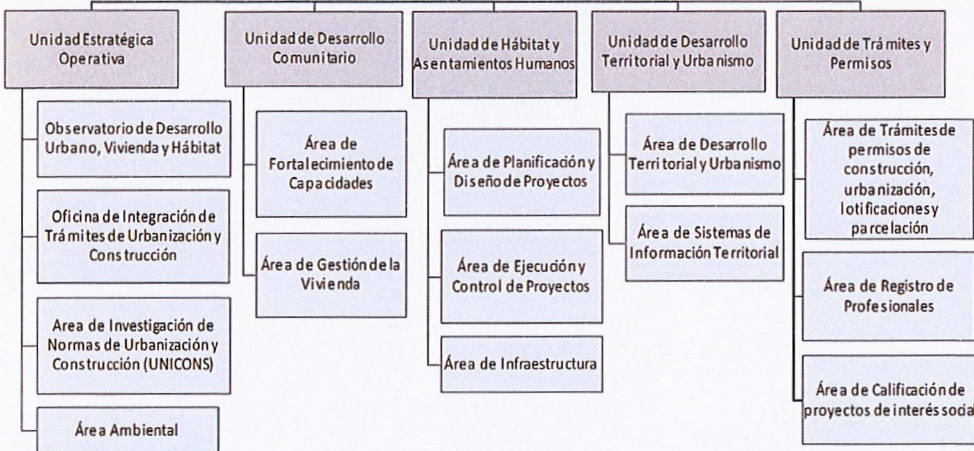 Unidad Estratégica
Operativa
Observatorio de Desarrollo
Urbano, Vivienda y Hábitat
Oficina de Integración de
Trámites de Urbanización y
Construcción
Area de Investigación de
Normas de Urbanización y
Construcción (UNICONS)
Área Ambiental
Unidad de Desarrollo
Comunitario
Área de
Fortalecimiento de
Capacidades
Área de Gestión de la
Vivienda
Unidad de Hábitat y
Asentamientos Humanos
Área de Planificación y
Diseño de Proyectos
Área de Ejecución y
Control de Proyectos
Área de Infraestructura
Unidad de Desarrollo
Territorial y Urbanismo
Área de Desarrollo
Territorial y Urbanismo
Área de Sistemas de
Información Territorial
Unidad de Trámites y
Permisos
Área de Trámites de
permisos de
construcción,
urbanización,
lotificaciones y
parcelación
Área de Registro de
Profesionales
Área de Calificación de
proyectos de interés social